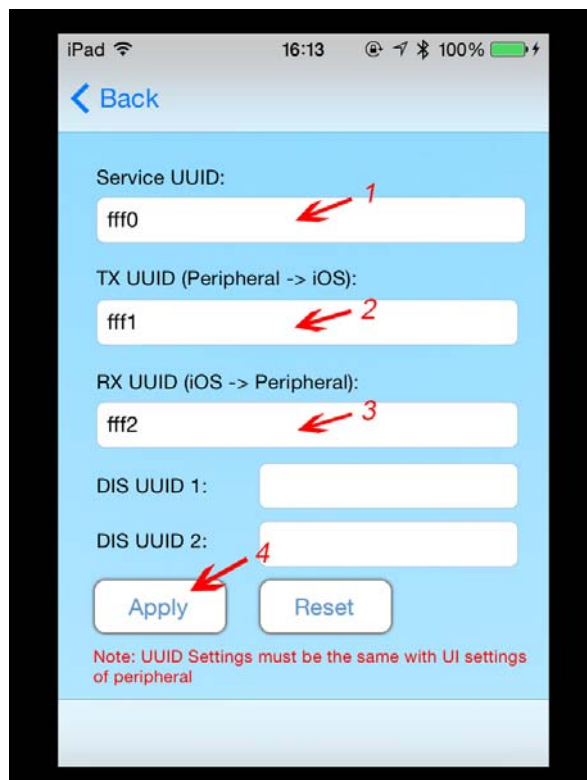 iPad 16:13 100%
Back
Service UUID:
1
fff0
TX UUID (Peripheral -> iOS):
2
fff1
RX UUID (iOS -> Peripheral):
3
fff2
DIS UUID 1:
DIS UUID 2:
4
Apply Reset
Note: UUID Settings must be the same with UI settings
of peripheral